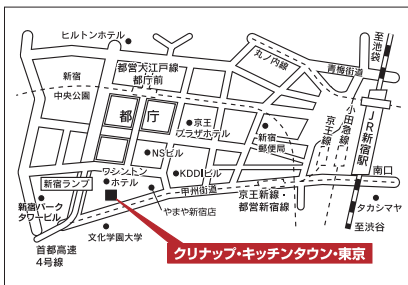 ヒルトンホテル
丸ノ内線
至池袋
青梅街道
都営大江戸線
都庁前
新宿
中央公園
都庁
京王
プラザホテル
新宿
郵便局
小田急線
京王線
JR新宿駅
NSビル
KDDIビル
ワシントン
ホテル
甲州街道
南口
新宿ランプ
京王新線・
都営新宿線
新宿パーク
タワービル
やまや新宿店
タカシマヤ
文化学園大学
至渋谷
首都高速
4号線
クリナップ・キッチンタウン・東京